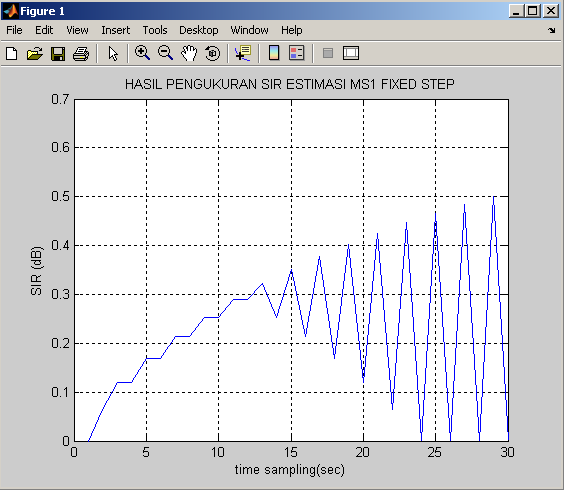 Figure 1
File Edit View Insert Tools Desktop Window Help
HASIL PENGUKURAN SIR ESTIMASI MS1 FIXED STEP
0.7
0.6
0.5
0.4
0.3
0.2
0.1
0
SIR (dB)
0 5 10 15 20 25 30
time sampling(sec)